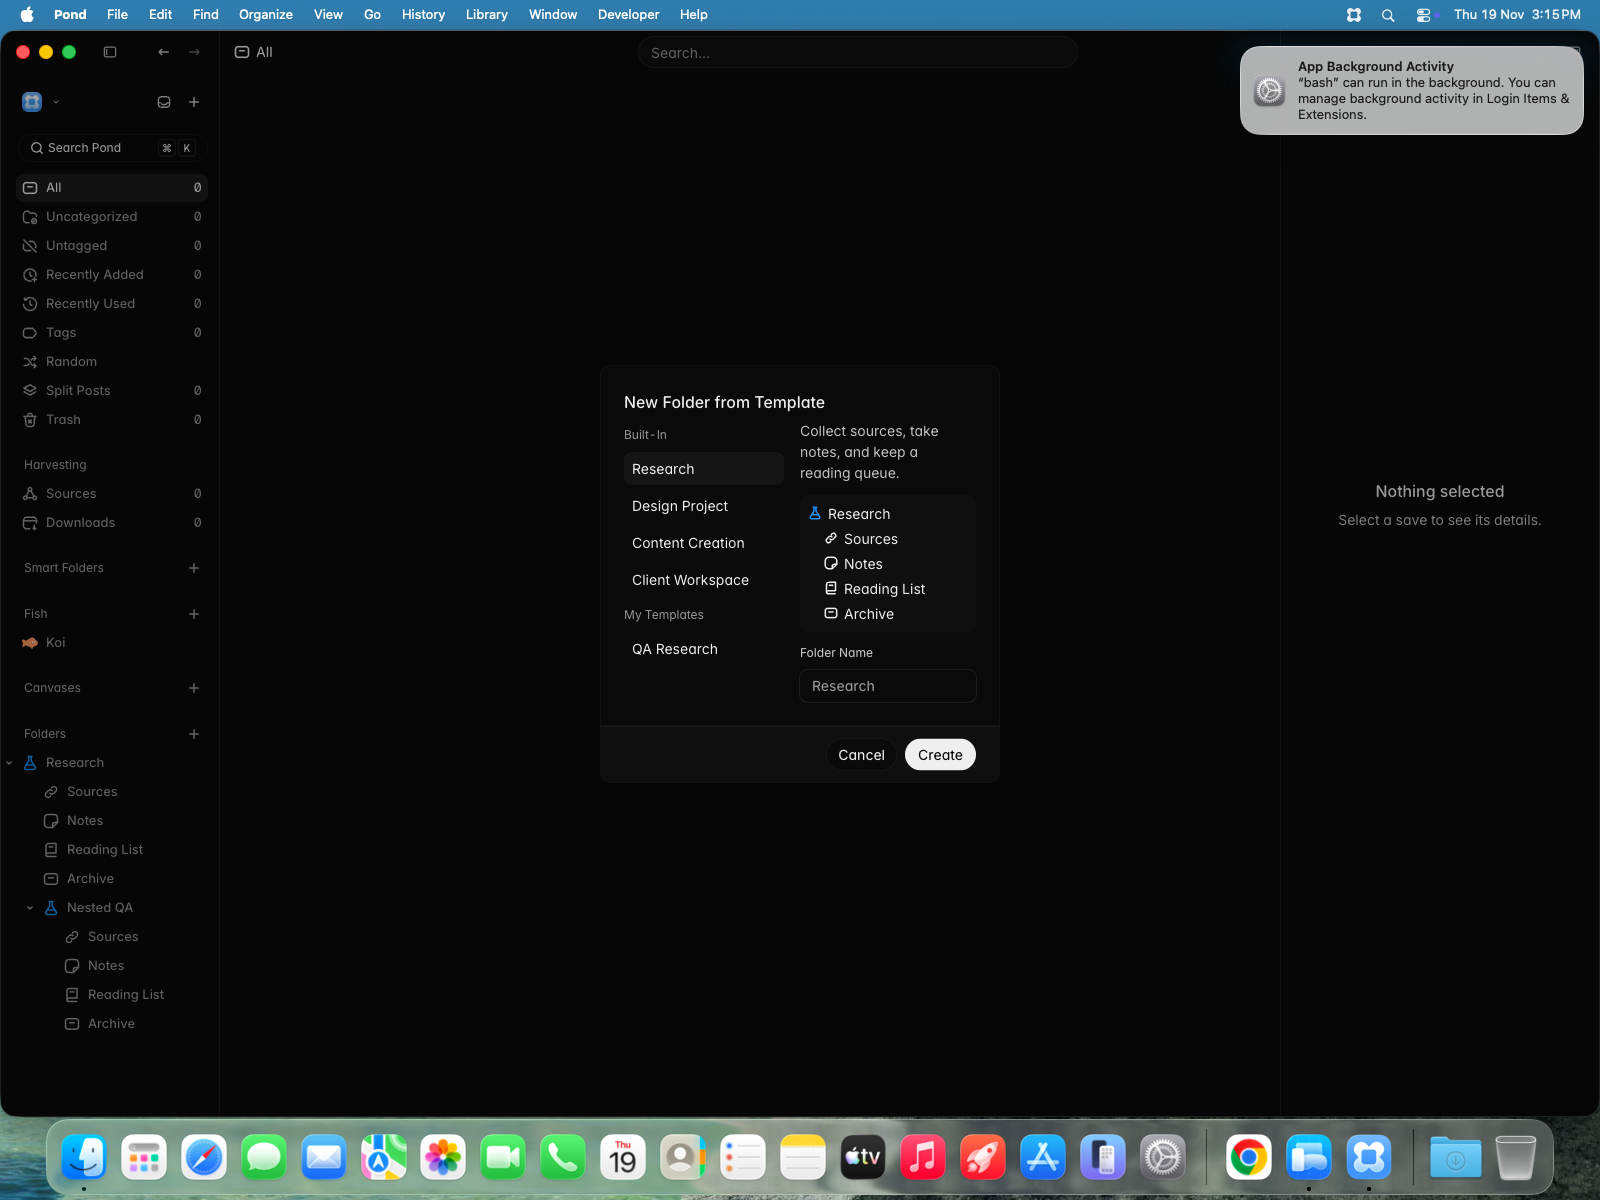 Pond File Edit Find Organize View Go History Library Window Developer Help Thu 19 Nov 3:15 PM
All
Search...
App Background Activity
“bash” can run in the background. You can
manage background activity in Login Items &
Extensions.
Search Pond ⌘ K
All 0
Uncategorized 0
Untagged 0
Recently Added 0
Recently Used 0
Tags 0
Random
Split Posts 0
Trash 0
Harvesting
Sources 0
Downloads 0
Smart Folders
Fish
Koi
Canvases
Folders
Research
Sources
Notes
Reading List
Archive
Nested QA
Sources
Notes
Reading List
Archive
New Folder from Template
Built-In
Research
Design Project
Content Creation
Client Workspace
My Templates
QA Research
Collect sources, take
notes, and keep a
reading queue.
Research
Sources
Notes
Reading List
Archive
Folder Name
Research
Cancel Create
Nothing selected
Select a save to see its details.
Thu
19
tv